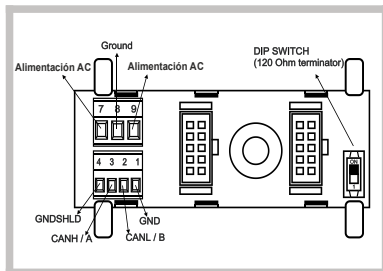 Ground
Alimentación AC
Alimentación AC
DIP SWITCH
(120 Ohm terminator)
7 8 9
4 3 2 1
ON
1
GNDSHLD
GND
CANH / A
CANL / B